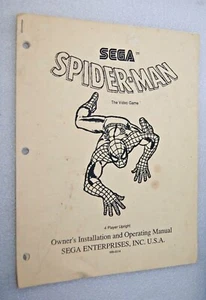 SEGA
SPIDER-MAN
The Video Game
4 Player Upright
Owner's Installation and Operating Manual
SEGA ENTERPRISES, INC. U.S.A.